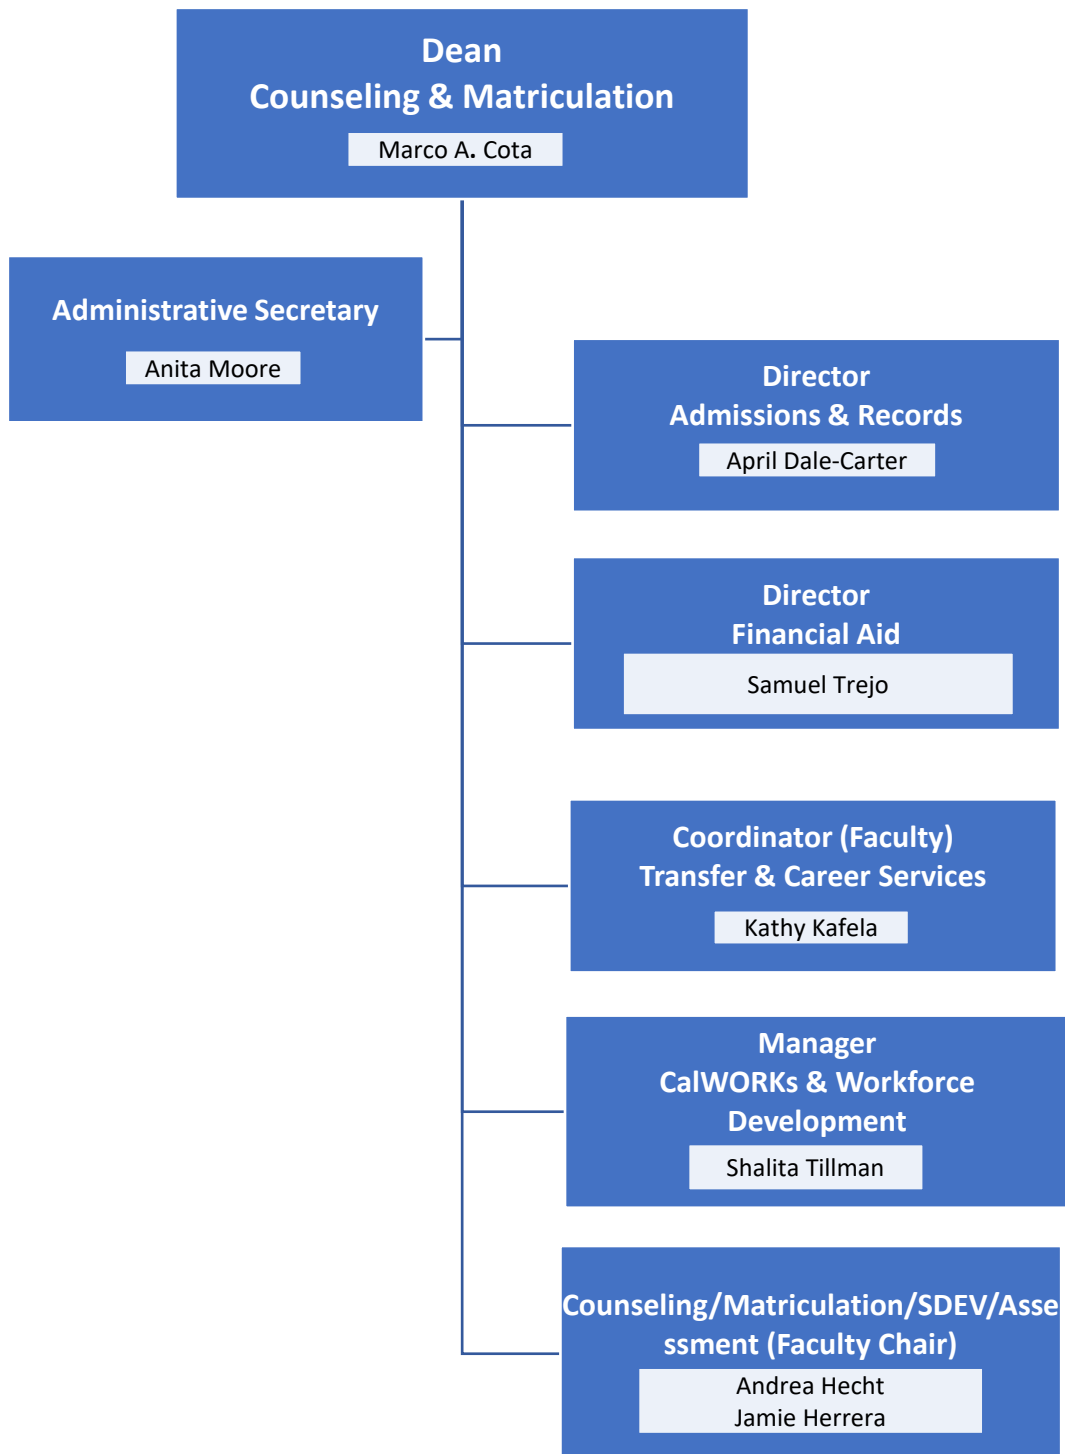 Dean
Counseling & Matriculation
Marco A. Cota
Administrative Secretary
Anita Moore
Director
Admissions & Records
April Dale-Carter
Director
Financial Aid
Samuel Trejo
Coordinator (Faculty)
Transfer & Career Services
Kathy Kafela
Manager
CalWORKs & Workforce
Development
Shalita Tillman
Counseling/Matriculation/SDEV/Asse
ssment (Faculty Chair)
Andrea Hecht
Jamie Herrera